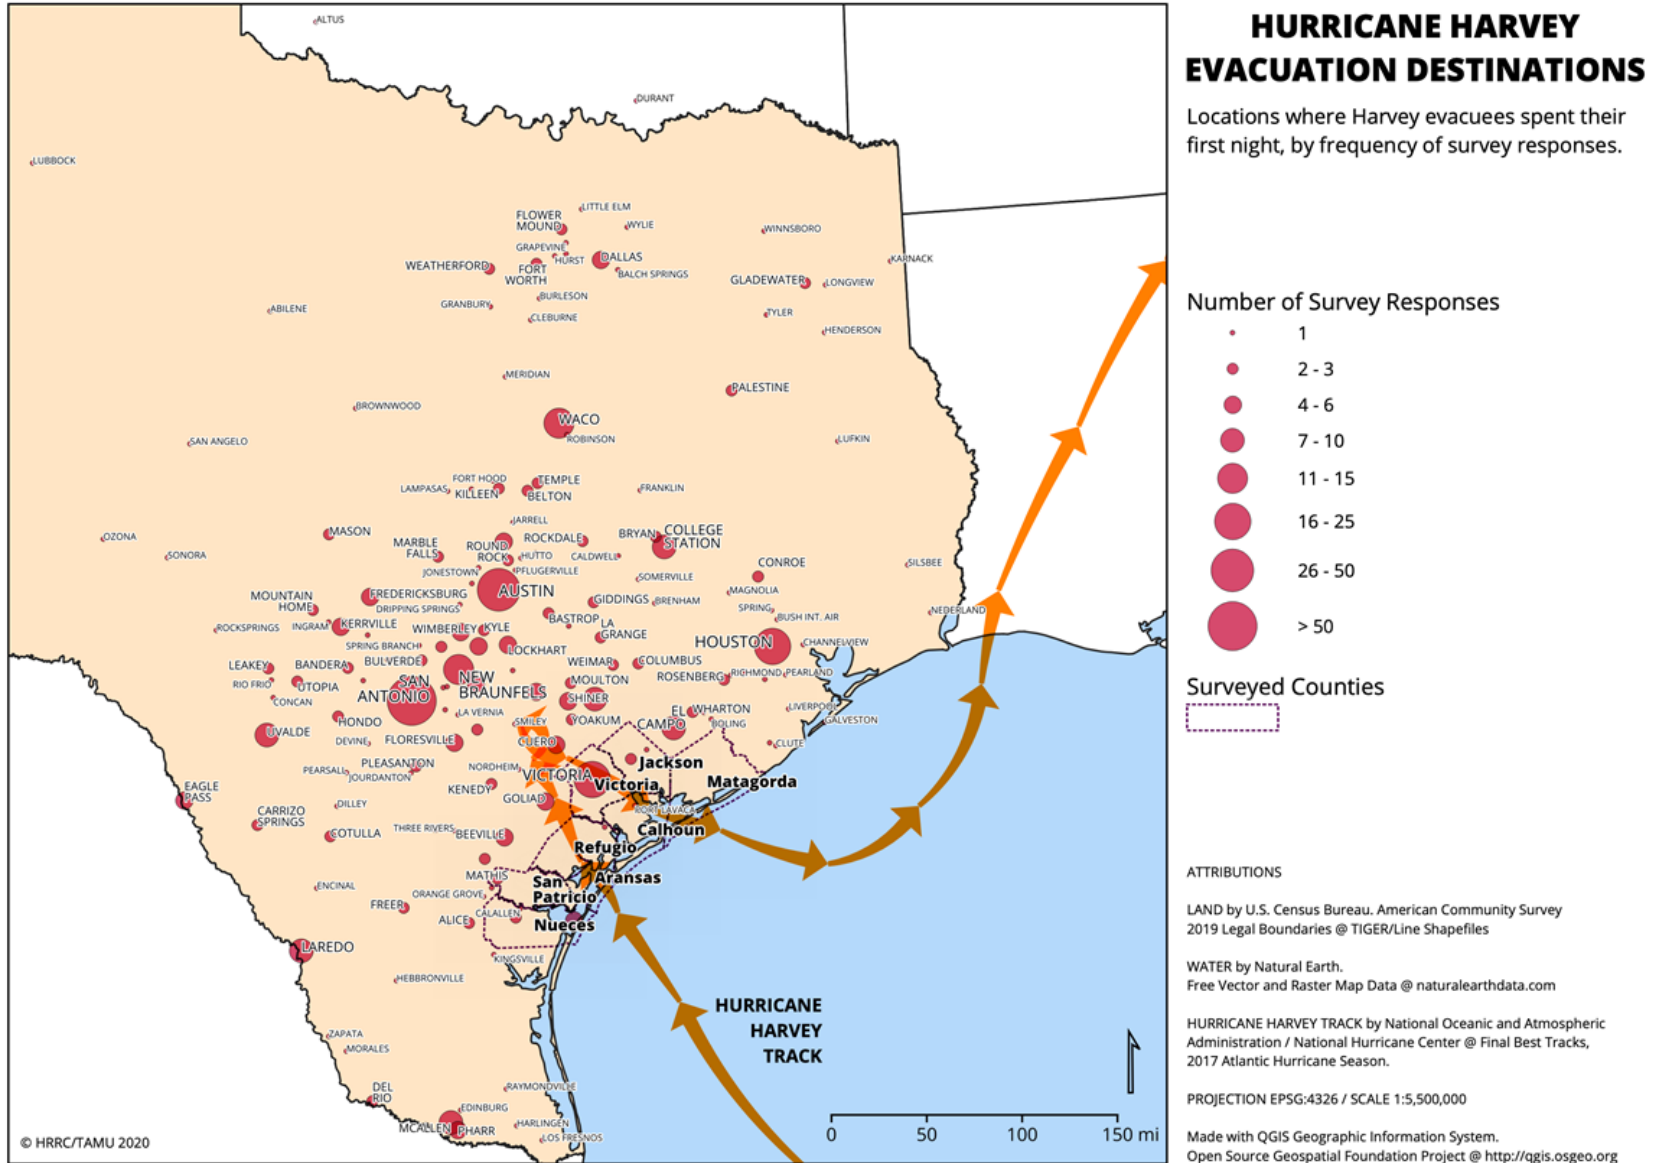 HURRICANE HARVEY
EVACUATION DESTINATIONS
Locations where Harvey evacuees spent their
first night, by frequency of survey responses.
Number of Survey Responses
1
2 - 3
4 - 6
7 - 10
11 - 15
16 - 25
26 - 50
> 50
Surveyed Counties
ATTRIBUTIONS
LAND by U.S. Census Bureau. American Community Survey
2019 Legal Boundaries @ TIGER/Line Shapefiles
WATER by Natural Earth.
Free Vector and Raster Map Data @ naturalearthdata.com
HURRICANE HARVEY TRACK by National Oceanic and Atmospheric
Administration / National Hurricane Center @ Final Best Tracks,
2017 Atlantic Hurricane Season.
PROJECTION EPSG:4326 / SCALE 1:5,500,000
Made with QGIS Geographic Information System.
Open Source Geospatial Foundation Project @ http://qgis.osgeo.org
ALTUS
DURANT
LUBBOCK
LITTLE ELM
FLOWER
MOUND
WYLIE
WINNSBORO
GRAPEVINE
HURST
DALLAS
KARNACK
WEATHERFORD
FORT
WORTH
BALCH SPRINGS
GLADEWATER
LONGVIEW
BURLESON
GRANBURY
ABILENE
CLEBURNE
TYLER
HENDERSON
MERIDIAN
PALESTINE
BROWNWOOD
WACO
ROBINSON
SAN ANGELO
LUFKIN
FORT HOOD
TEMPLE
LAMPASAS
KILLEEN
BELTON
FRANKLIN
JARRELL
MASON
OZONA
MARBLE
FALLS
ROUND
ROCK
ROCKDALE
BRYAN
COLLEGE
STATION
SONORA
HUTTO
CALDWELL
CONROE
SILSBEE
JONESTOWN
PFLUGERVILLE
SOMERVILLE
AUSTIN
MAGNOLIA
MOUNTAIN
HOME
FREDERICKSBURG
DRIPPING SPRINGS
GIDDINGS
BRENHAM
SPRING
NEDERLAND
BASTROP
BUSH INT. AIR
ROCKSPRINGS
INGRAM
KERRVILLE
WIMBERLEY
KYLE
LA
GRANGE
HOUSTON
CHANNELVIEW
SPRING BRANCH
LOCKHART
LEAKEY
BANDERA
BULVERDE
WEIMAR
COLUMBUS
ROSENBERG
RICHMOND
PEARLAND
RIO FRIO
UTOPIA
SAN
ANTONIO
NEW
BRAUNFELS
MOULTON
CONCAN
SHINER
LA VERNIA
HONDO
SMILEY
YOAKUM
EL
CAMPO
WHARTON
BOLING
LIVERPOOL
GALVESTON
UVALDE
DEVINE
FLORESVILLE
CUERO
CLUTE
PEARSALL
PLEASANTON
JOURDANTON
NORDHEIM
VICTORIA
Jackson
Victoria
Matagorda
EAGLE
PASS
KENEDY
GOLIAD
DILLEY
PORT LAVACA
CARRIZO
SPRINGS
COTULLA
THREE RIVERS
BEEVILLE
Calhoun
Refugio
MATHIS
San
Patricio
Aransas
ENCINAL
ORANGE GROVE
FREER
ALICE
CALALLEN
Nueces
LAREDO
KINGSVILLE
HEBBRONVILLE
HURRICANE
HARVEY
TRACK
ZAPATA
MORALES
DEL
RIO
RAYMONDVILLE
EDINBURG
MCALLEN
PHARR
HARLINGEN
LOS FRESNOS
0 50 100 150 mi
© HRRC/TAMU 2020